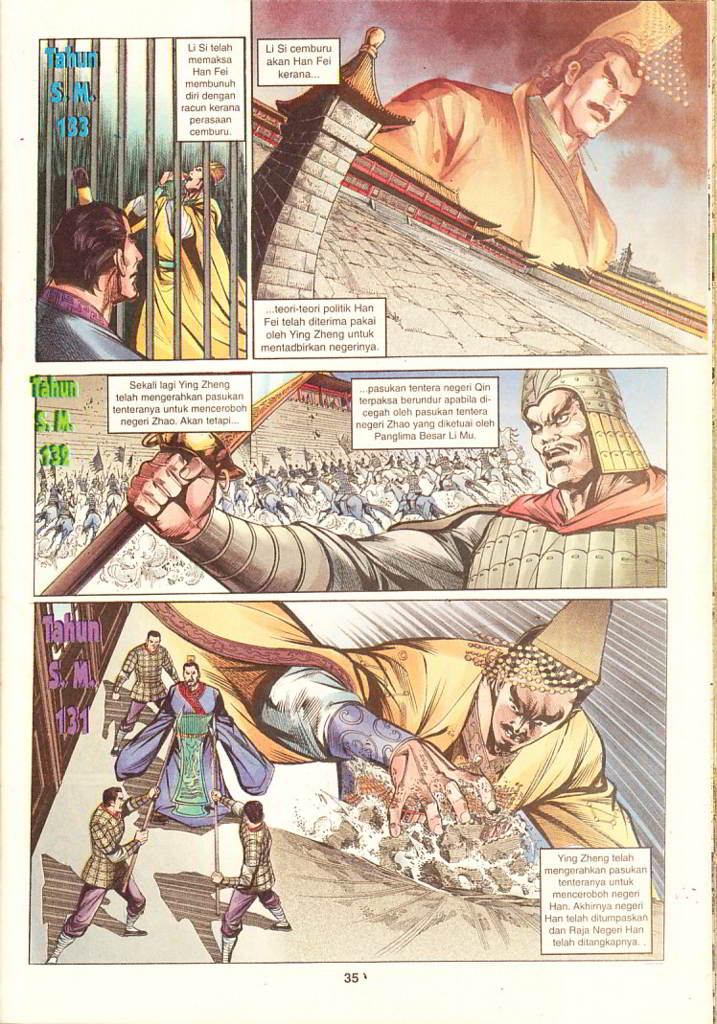 Tahun
S. M.
133
Li Si telah
memaksa
Han Fei
membunuh
diri dengan
racun kerana
perasaan
cemburu.
Li Si cemburu
akan Han Fei
kerana...
...teori-teori politik Han
Fei telah diterima pakai
oleh Ying Zheng untuk
mentadbirkan negerinya.
Tahun
S. M.
132
Sekali lagi Ying Zheng
telah mengerahkan pasukan
tenteranya untuk menceroboh
negeri Zhao. Akan tetapi...
...pasukan tentera negeri Qin
terpaksa berundur apabila di-
cegah oleh pasukan tentera
negeri Zhao yang diketuai oleh
Panglima Besar Li Mu.
Tahun
S. M.
131
Ying Zheng telah
mengerahkan pasukan
tenteranya untuk
menceroboh negeri
Han. Akhirnya negeri
Han telah ditumpaskan
dan Raja Negeri Han
telah ditangkapnya. .
35